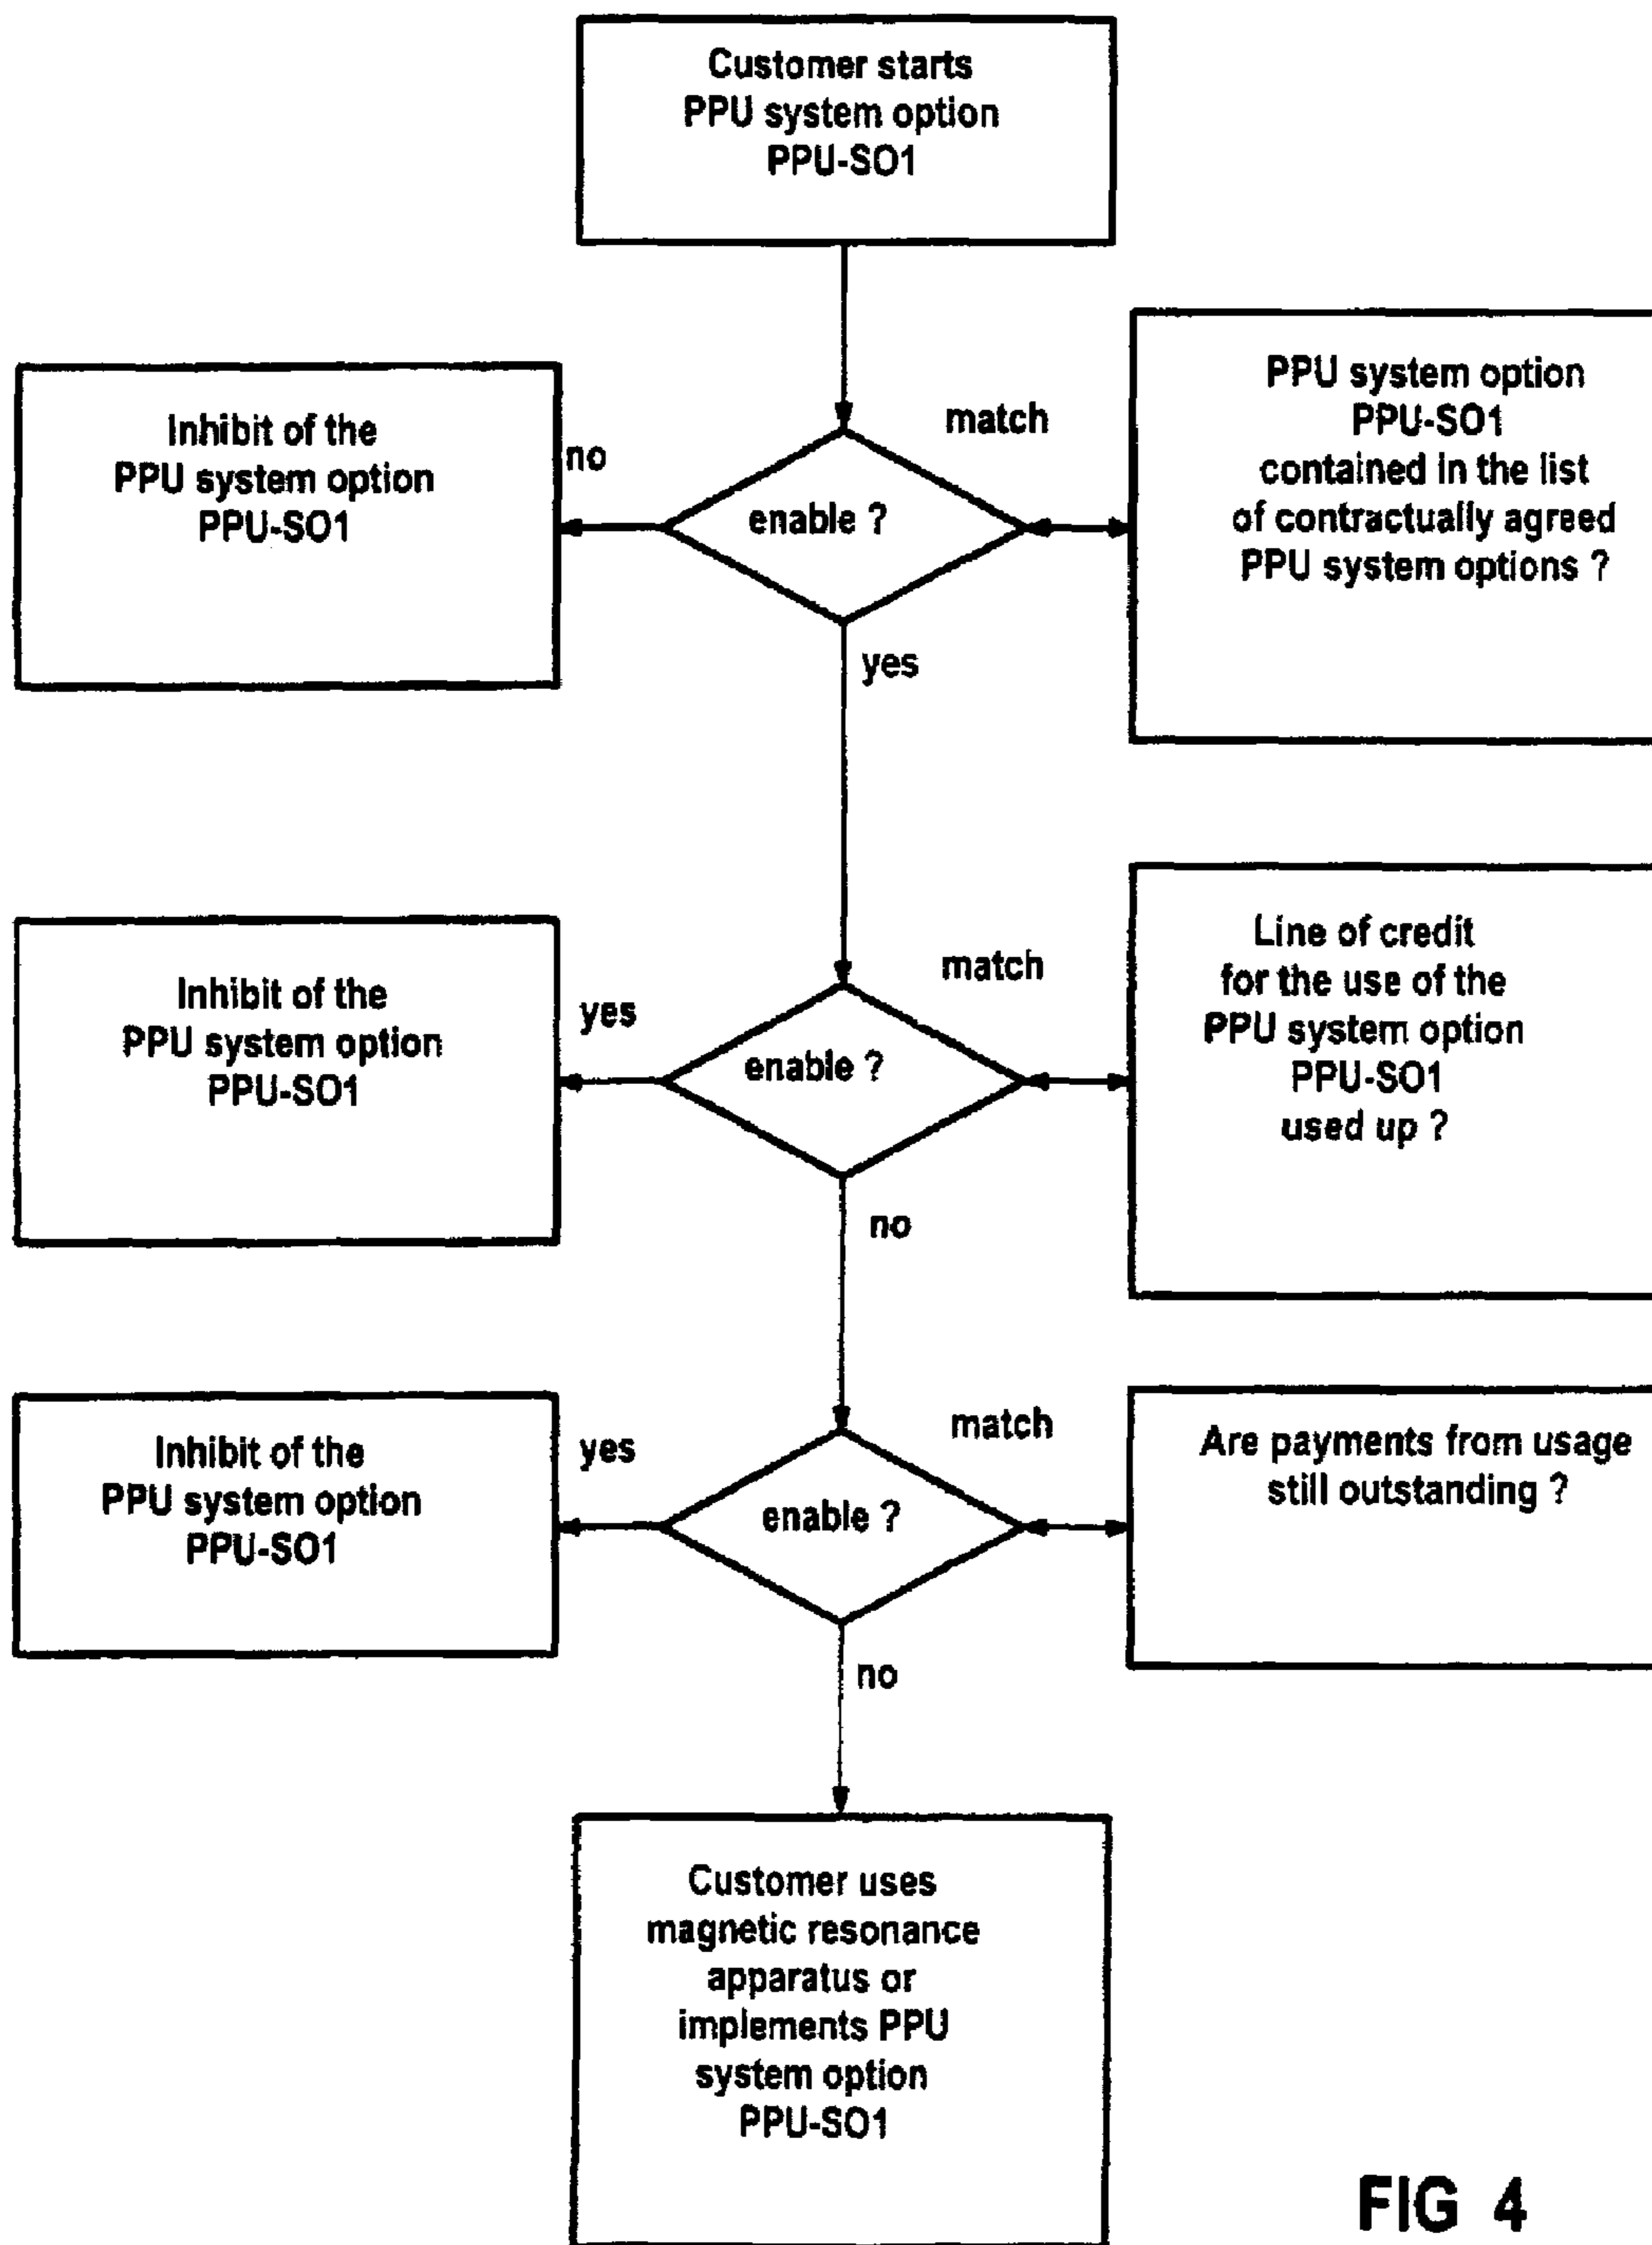 Customer starts
PPU system option
PPU-SO1
Inhibit of the
PPU system option
PPU-SO1
no
enable ?
match
PPU system option
PPU-SO1
contained in the list
of contractually agreed
PPU system options ?
yes
Inhibit of the
PPU system option
PPU-SO1
yes
enable ?
match
Line of credit
for the use of the
PPU system option
PPU-SO1
used up ?
no
Inhibit of the
PPU system option
PPU-SO1
yes
enable ?
match
Are payments from usage
still outstanding ?
no
Customer uses
magnetic resonance
apparatus or
implements PPU
system option
PPU-SO1
FIG 4